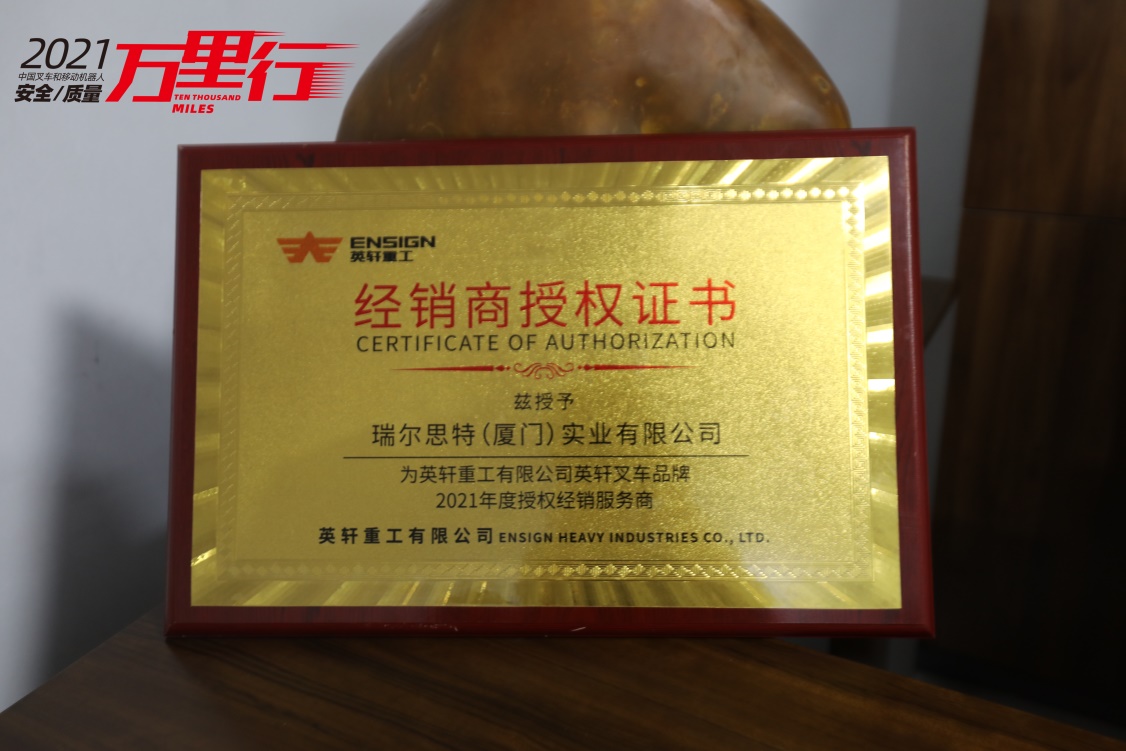 2021
中国叉车和移动机器人
安全/质量
万里行
TEN THOUSAND
MILES
ENSIGN
英轩重工
经销商授权证书
CERTIFICATE OF AUTHORIZATION
兹授予
瑞尔思特(厦门)实业有限公司
为英轩重工有限公司英轩叉车品牌
2021年度授权经销服务商
英轩重工有限公司 ENSIGN HEAVY INDUSTRIES CO., LTD.